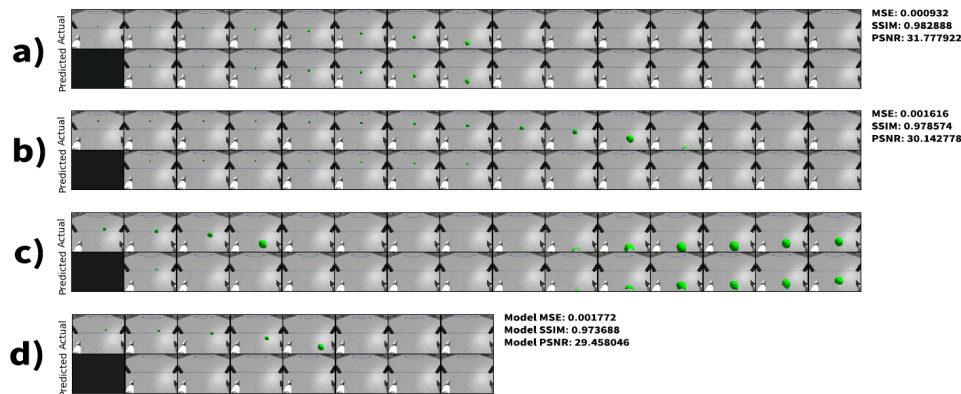 a)
Actual
Predicted
MSE: 0.000932
SSIM: 0.982888
PSNR: 31.777922
b)
Actual
Predicted
MSE: 0.001616
SSIM: 0.978574
PSNR: 30.142778
c)
Actual
Predicted
d)
Actual
Predicted
Model MSE: 0.001772
Model SSIM: 0.973688
Model PSNR: 29.458046